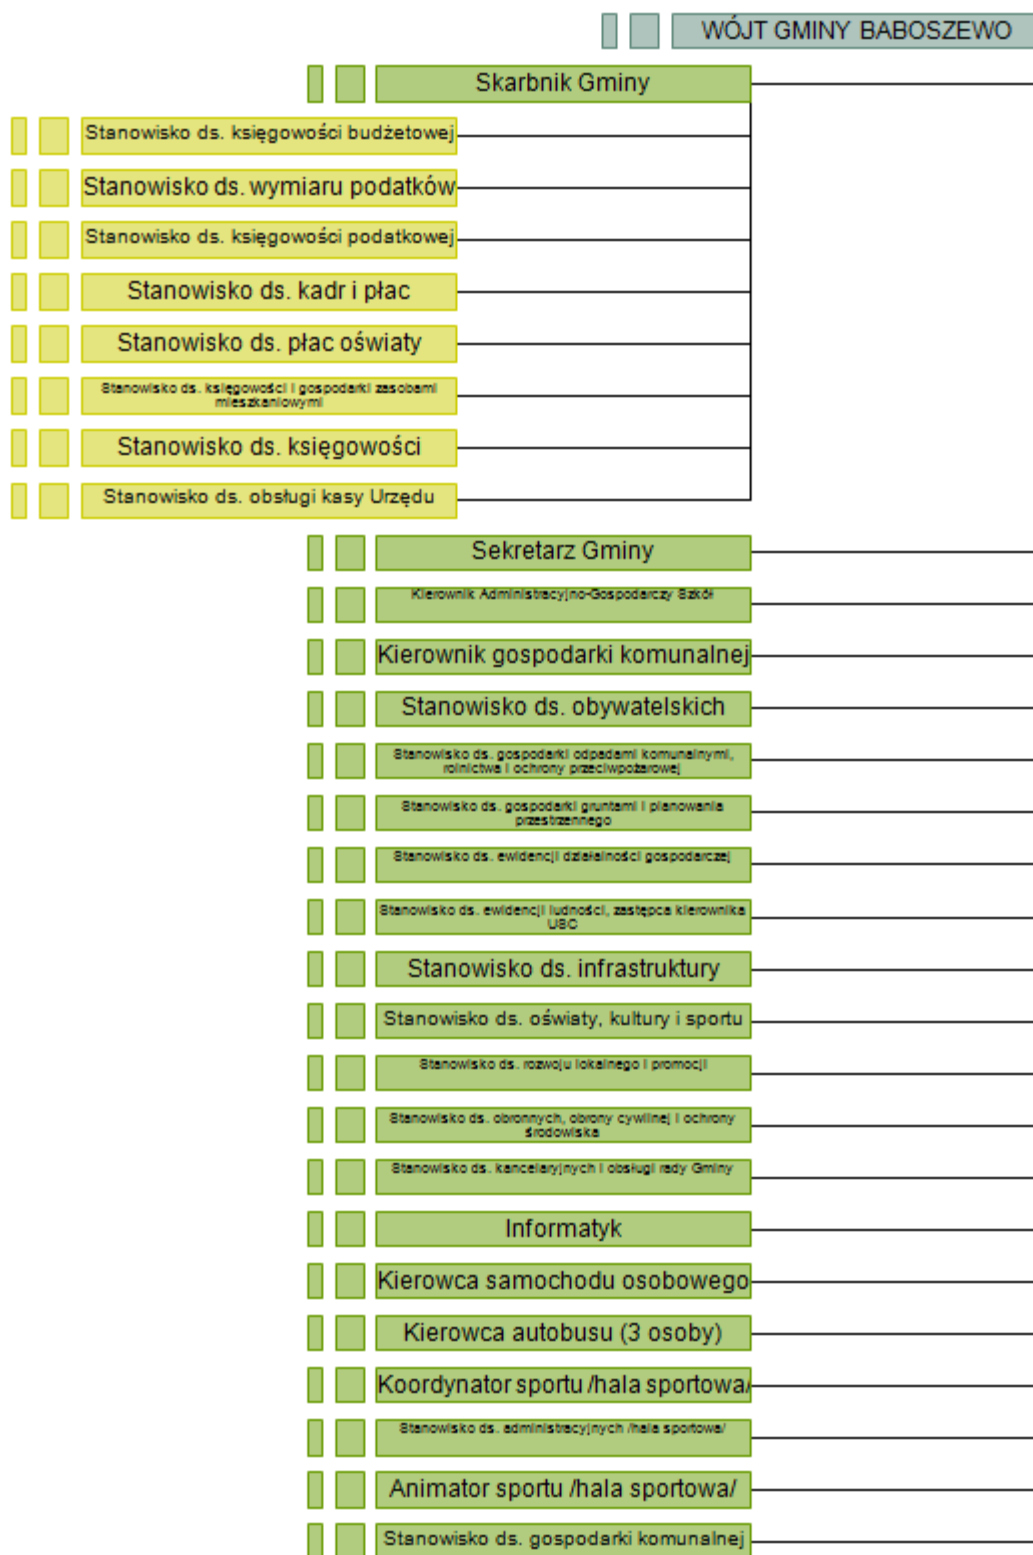 WÓJT GMINY BABOSZEWO
Skarbnik Gminy
Stanowisko ds. księgowości budżetowej
Stanowisko ds. wymiaru podatków
Stanowisko ds. księgowości podatkowej
Stanowisko ds. kadr i płac
Stanowisko ds. płac oświaty
Stanowisko ds. księgowości i gospodarki zasobami
mieszkaniowymi
Stanowisko ds. księgowości
Stanowisko ds. obsługi kasy Urzędu
Sekretarz Gminy
Kierownik Administracyjno-Gospodarczy Szkół
Kierownik gospodarki komunalnej
Stanowisko ds. obywatelskich
Stanowisko ds. gospodarki odpadami komunalnymi,
rolnictwa i ochrony przeciwpożarowej
Stanowisko ds. gospodarki gruntami i planowania
przestrzennego
Stanowisko ds. ewidencji działalności gospodarczej
Stanowisko ds. ewidencji ludności, zastępca kierownika
USC
Stanowisko ds. infrastruktury
Stanowisko ds. oświaty, kultury i sportu
Stanowisko ds. rozwoju lokalnego i promocji
Stanowisko ds. obronnych, obrony cywilnej i ochrony
środowiska
Stanowisko ds. kancelaryjnych i obsługi rady Gminy
Informatyk
Kierowca samochodu osobowego
Kierowca autobusu (3 osoby)
Koordynator sportu /hala sportowa/
Stanowisko ds. administracyjnych /hala sportowa/
Animator sportu /hala sportowa/
Stanowisko ds. gospodarki komunalnej